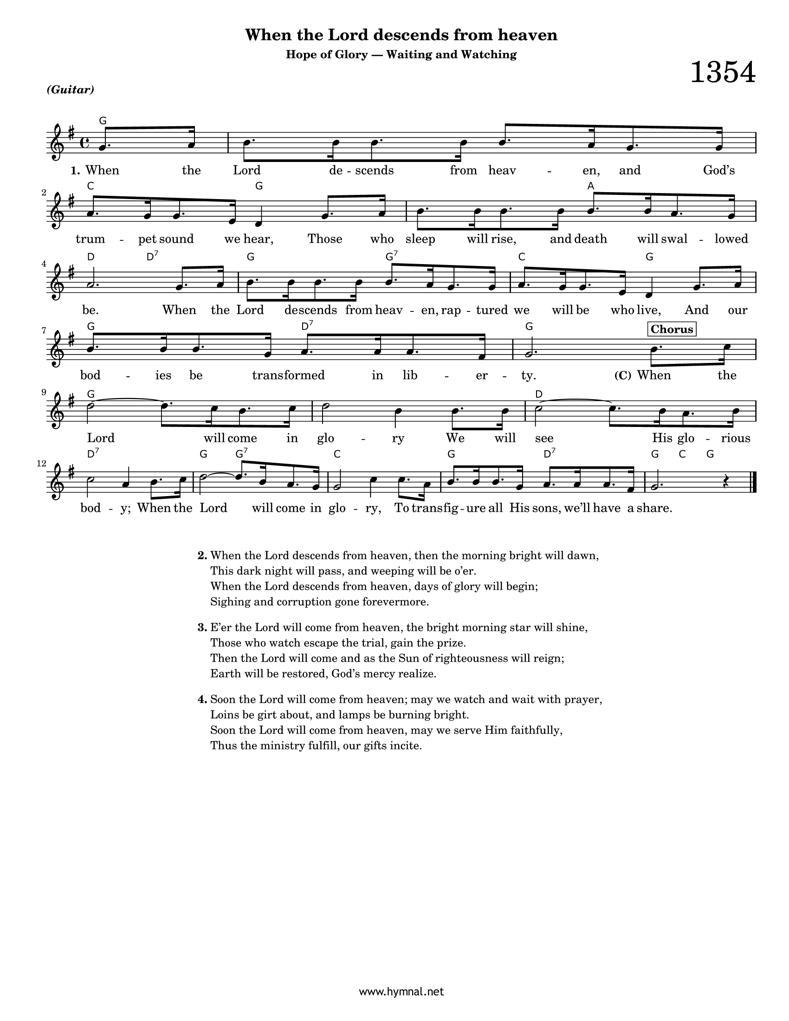 When the Lord descends from heaven
Hope of Glory — Waiting and Watching
1354
(Guitar)
G
1. When the Lord de - scends from heav - en, and God's
2
C G A
trum - pet sound we hear, Those who sleep will rise, and death will swal - lowed
4
D D7 G G7 C G
be. When the Lord descends from heav - en, rap - tured we will be who live, And our
7
G D7 G Chorus
bod - ies be transformed in lib - er - ty. (C) When the
9
G D
Lord will come in glo - ry We will see His glo - rious
12
D7 G G7 C G D7 G C G
bod - y; When the Lord will come in glo - ry, To transfig - ure all His sons, we'll have a share.
2. When the Lord descends from heaven, then the morning bright will dawn,
This dark night will pass, and weeping will be o'er.
When the Lord descends from heaven, days of glory will begin;
Sighing and corruption gone forevermore.
3. E'er the Lord will come from heaven, the bright morning star will shine,
Those who watch escape the trial, gain the prize.
Then the Lord will come and as the Sun of righteousness will reign;
Earth will be restored, God's mercy realize.
4. Soon the Lord will come from heaven; may we watch and wait with prayer,
Loins be girt about, and lamps be burning bright.
Soon the Lord will come from heaven, may we serve Him faithfully,
Thus the ministry fulfill, our gifts incite.
www.hymnal.net